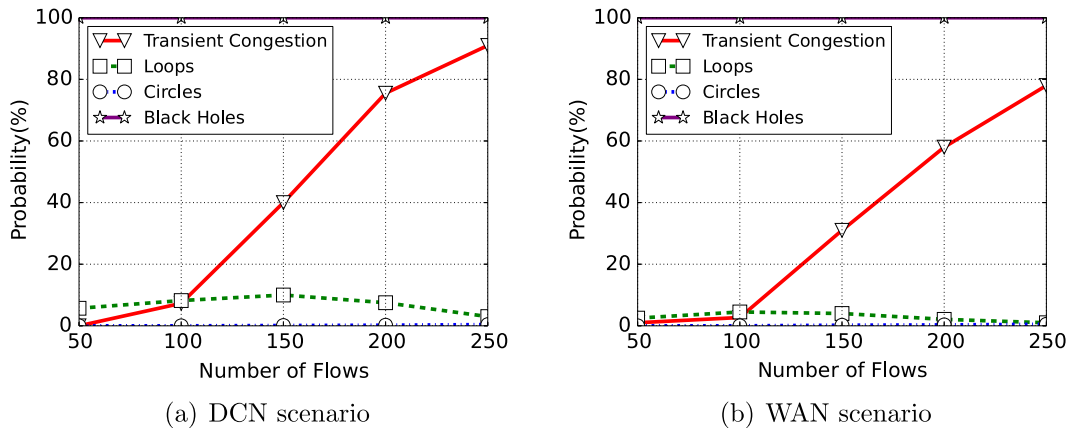 100
80
60
40
20
0
Probability(%)
Transient Congestion
Loops
Circles
Black Holes
50 100 150 200 250
Number of Flows
(a) DCN scenario
100
80
60
40
20
0
Probability(%)
Transient Congestion
Loops
Circles
Black Holes
50 100 150 200 250
Number of Flows
(b) WAN scenario